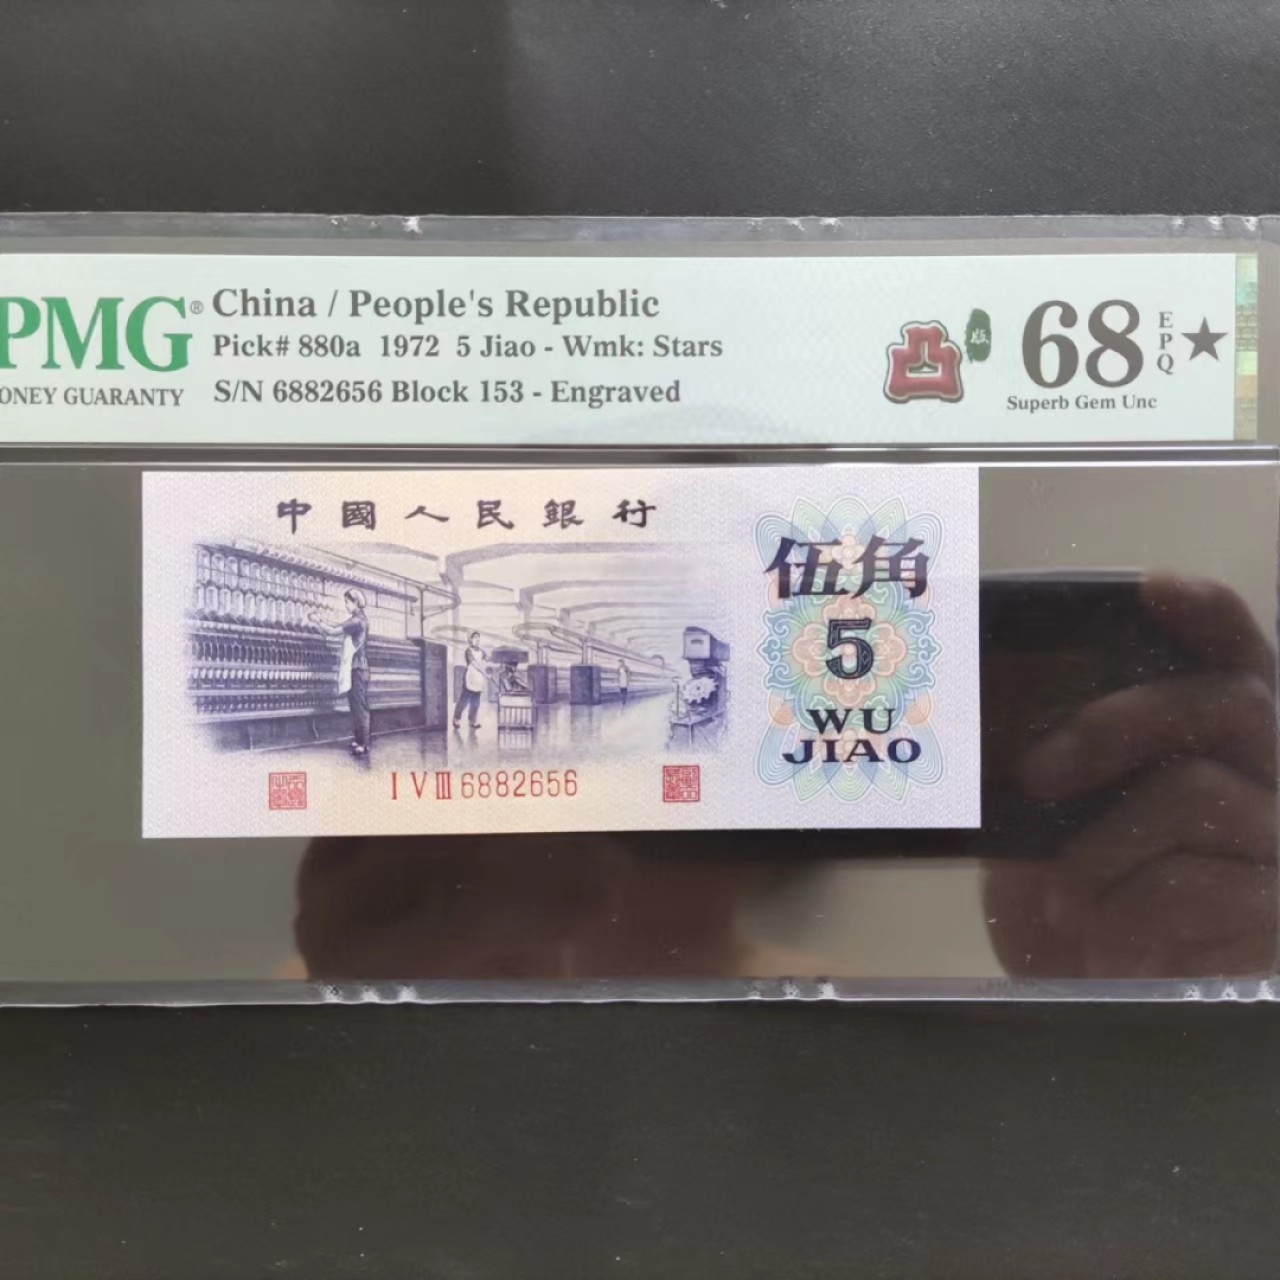 PMG® China / People's Republic
Pick# 880a 1972 5 Jiao - Wmk: Stars
ONEY GUARANTY S/N 6882656 Block 153 - Engraved
凸 版
68 EPQ ★
Superb Gem Unc
中國人民銀行
伍角
5
WU
JIAO
I V III 6882656